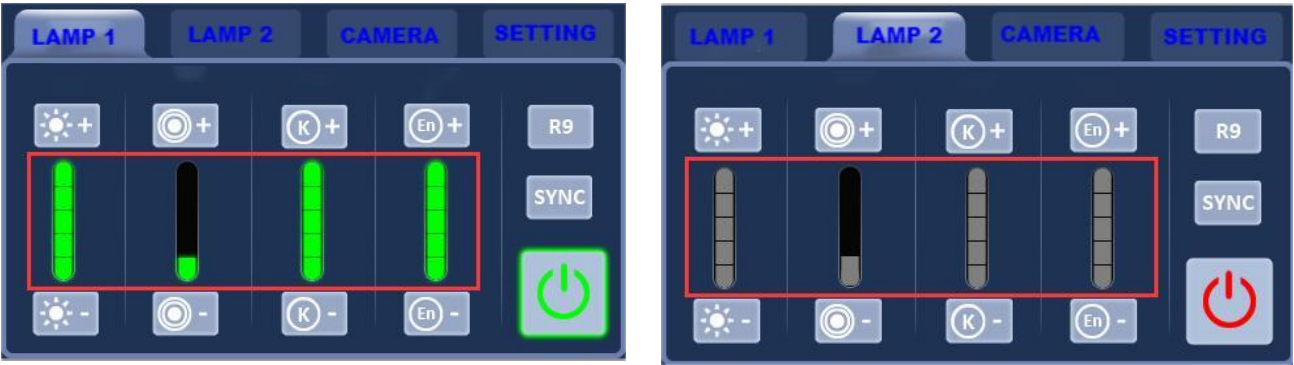 LAMP 1 LAMP 2 CAMERA SETTING
+ + K + En +
R9
SYNC
- - K - En -
LAMP 1 LAMP 2 CAMERA SETTING
+ + K + En +
R9
SYNC
- - K - En -